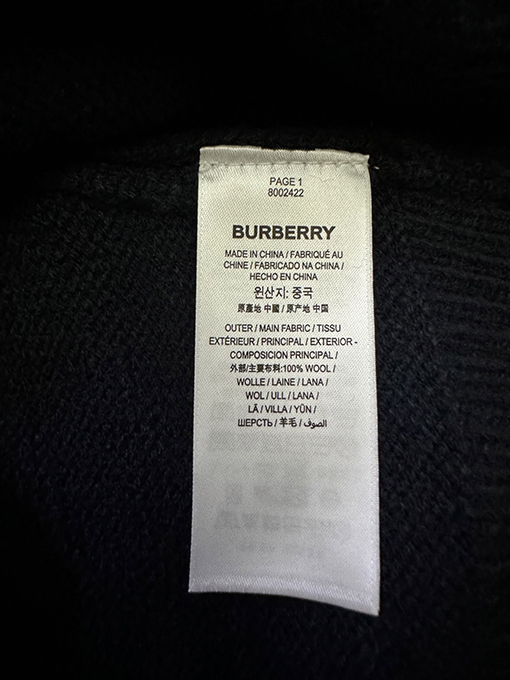 PAGE 1
8002422
BURBERRY
MADE IN CHINA / FABRIQUÉ AU
CHINE / FABRICADO NA CHINA /
HECHO EN CHINA
원산지: 중국
原產地 中國 / 原产地 中国
OUTER / MAIN FABRIC / TISSU
EXTÉRIEUR / PRINCIPAL / EXTERIOR -
COMPOSICION PRINCIPAL /
外部/主要布料:100% WOOL /
WOLLE / LAINE / LANA /
WOL / ULL / LANA /
LÃ / VILLA / YÜN /
ШЕРСТЬ / 羊毛 / الصوف